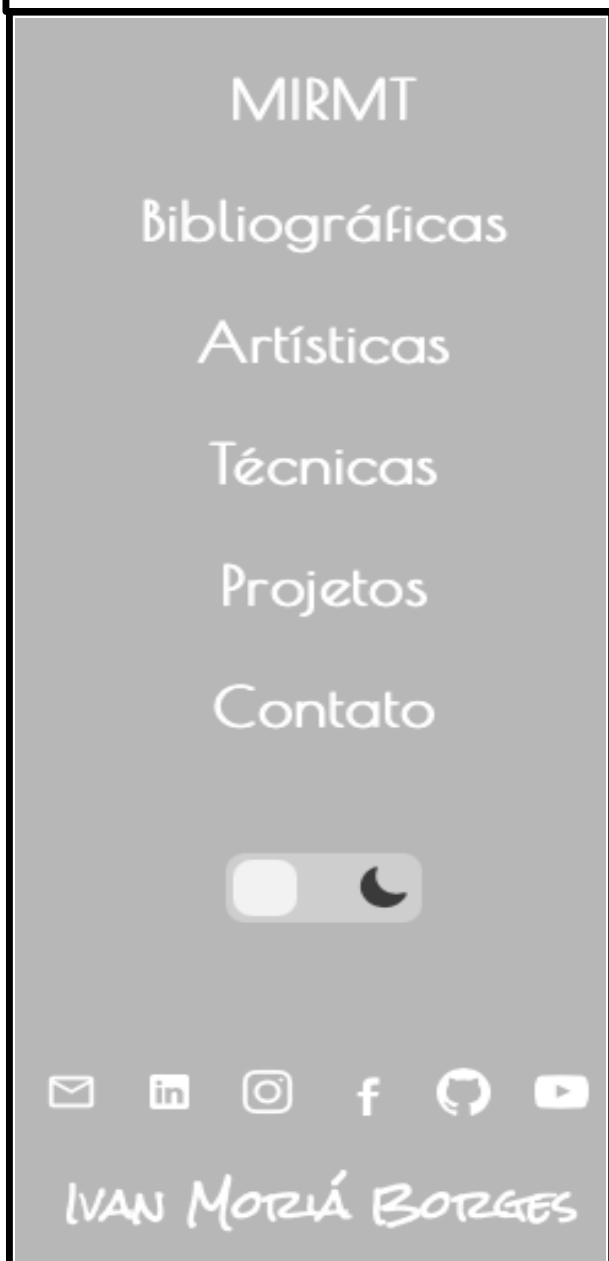 MIRMT
Bibliográficas
Artísticas
Técnicas
Projetos
Contato
Ivan Moriá Borges